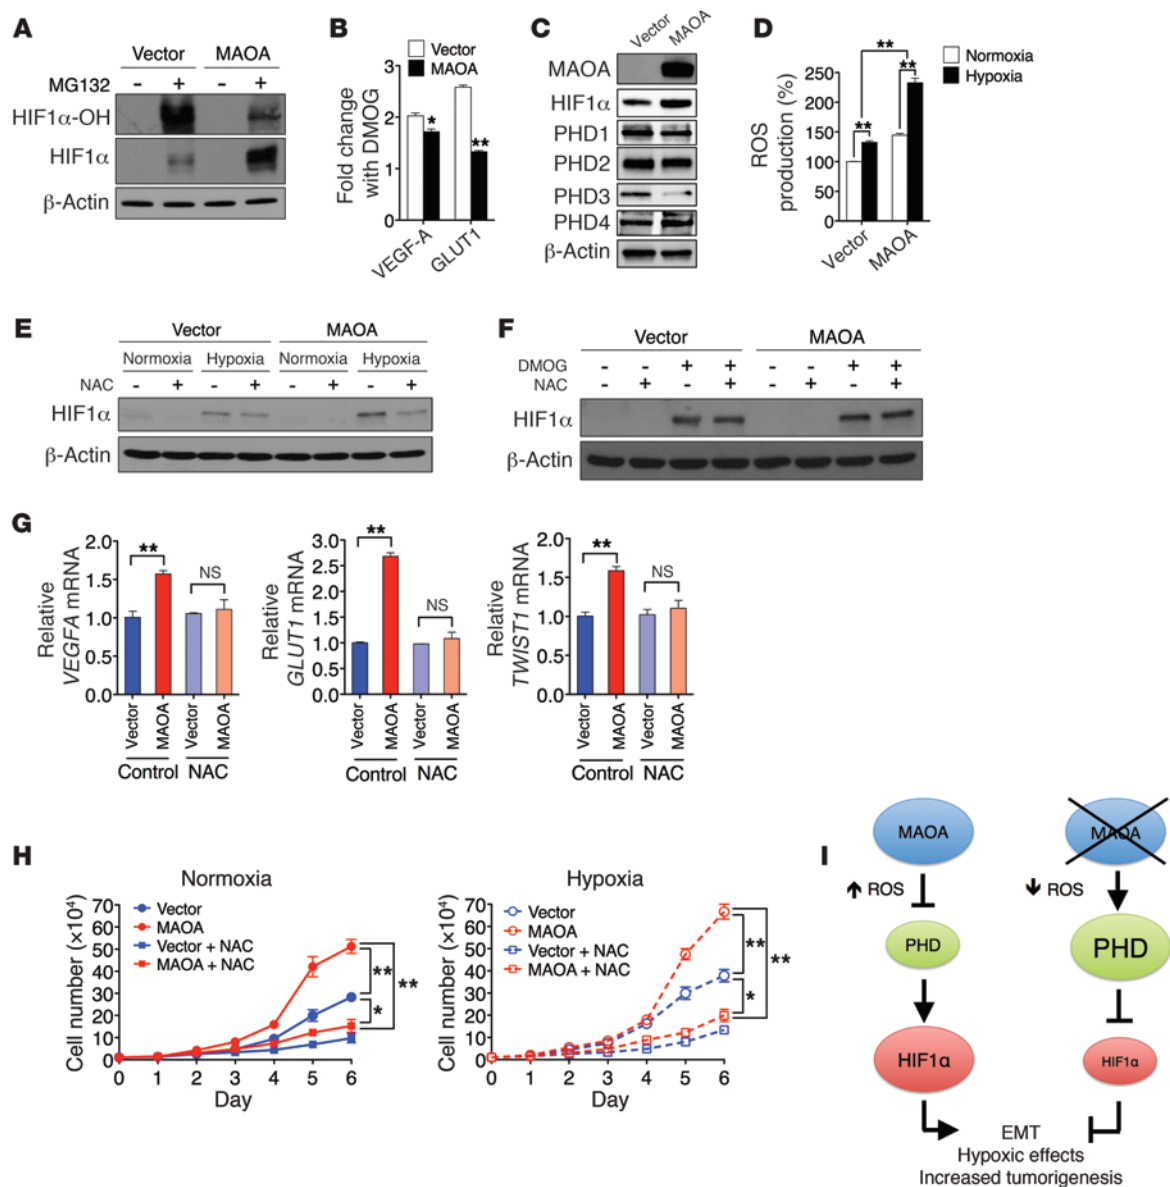 A
Vector MAOA
MG132 - + - +
HIF1α-OH
HIF1α
β-Actin
B
Vector
MAOA
Fold change
with DMOG
3
2
1
0
*
**
VEGF-A
GLUT1
C
Vector
MAOA
MAOA
HIF1α
PHD1
PHD2
PHD3
PHD4
β-Actin
D
Normoxia
Hypoxia
ROS
production (%)
250
200
150
100
50
0
**
**
**
Vector
MAOA
E
Vector MAOA
Normoxia Hypoxia Normoxia Hypoxia
NAC - + - + - + - +
HIF1α
β-Actin
F
Vector MAOA
DMOG - - + + - - + +
NAC - + - + - + - +
HIF1α
β-Actin
G
Relative
VEGFA mRNA
2.0
1.5
1.0
0.5
0.0
**
NS
Vector
MAOA
Vector
MAOA
Control NAC
Relative
GLUT1 mRNA
3.0
2.5
2.0
1.5
1.0
0.5
0.0
**
NS
Vector
MAOA
Vector
MAOA
Control NAC
Relative
TWIST1 mRNA
2.0
1.5
1.0
0.5
0.0
**
NS
Vector
MAOA
Vector
MAOA
Control NAC
H
Normoxia
Cell number (×10⁴)
70
60
50
40
30
20
10
0
Vector
MAOA
Vector + NAC
MAOA + NAC
**
**
*
0 1 2 3 4 5 6
Day
Hypoxia
Cell number (×10⁴)
70
60
50
40
30
20
10
0
Vector
MAOA
Vector + NAC
MAOA + NAC
**
**
*
0 1 2 3 4 5 6
Day
I
MAOA MAOA
ROS ROS
PHD PHD
HIF1α HIF1α
EMT
Hypoxic effects
Increased tumorigenesis